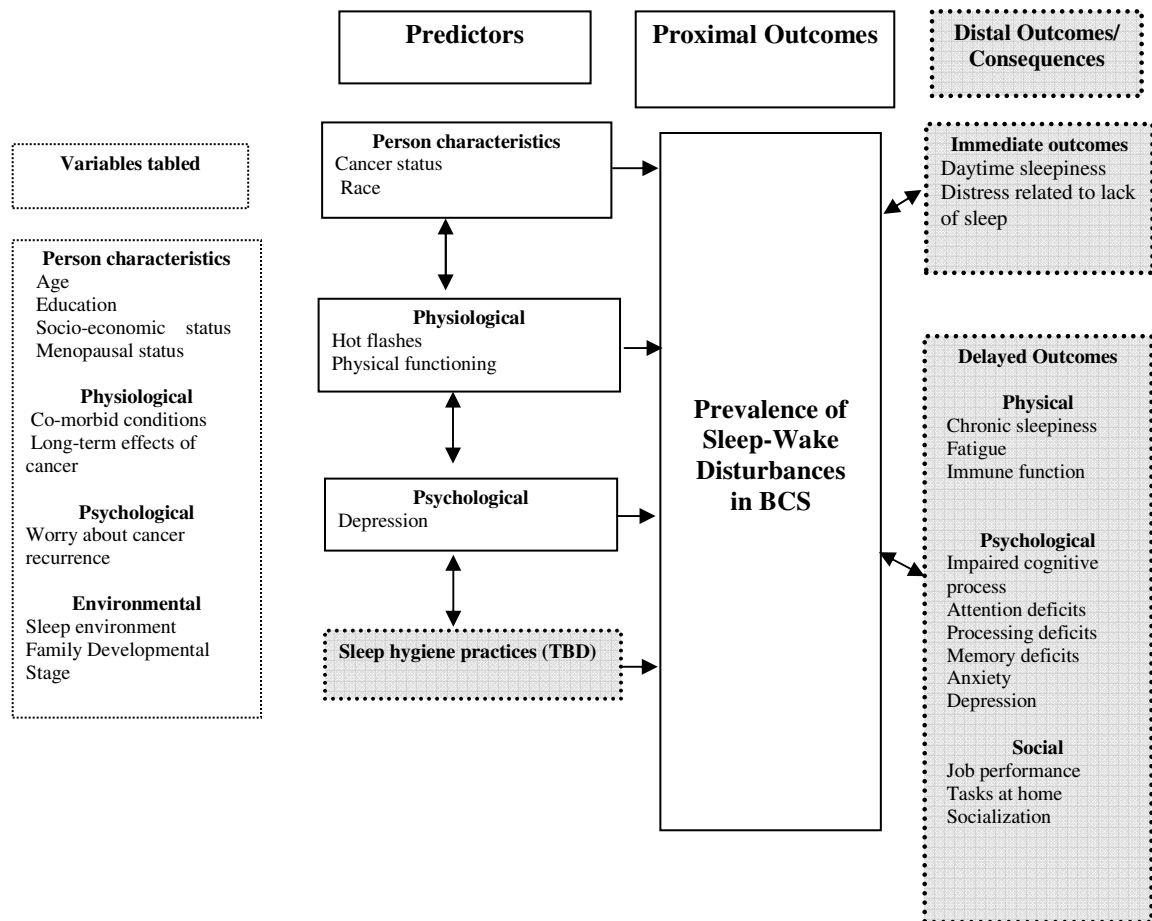 Predictors
Proximal Outcomes
Distal Outcomes/
Consequences
Variables tabled
Person characteristics
Age
Education
Socio-economic status
Menopausal status
Physiological
Co-morbid conditions
Long-term effects of
cancer
Psychological
Worry about cancer
recurrence
Environmental
Sleep environment
Family Developmental
Stage
Person characteristics
Cancer status
Race
Physiological
Hot flashes
Physical functioning
Psychological
Depression
Sleep hygiene practices (TBD)
Prevalence of
Sleep-Wake
Disturbances
in BCS
Immediate outcomes
Daytime sleepiness
Distress related to lack
of sleep
Delayed Outcomes
Physical
Chronic sleepiness
Fatigue
Immune function
Psychological
Impaired cognitive
process
Attention deficits
Processing deficits
Memory deficits
Anxiety
Depression
Social
Job performance
Tasks at home
Socialization